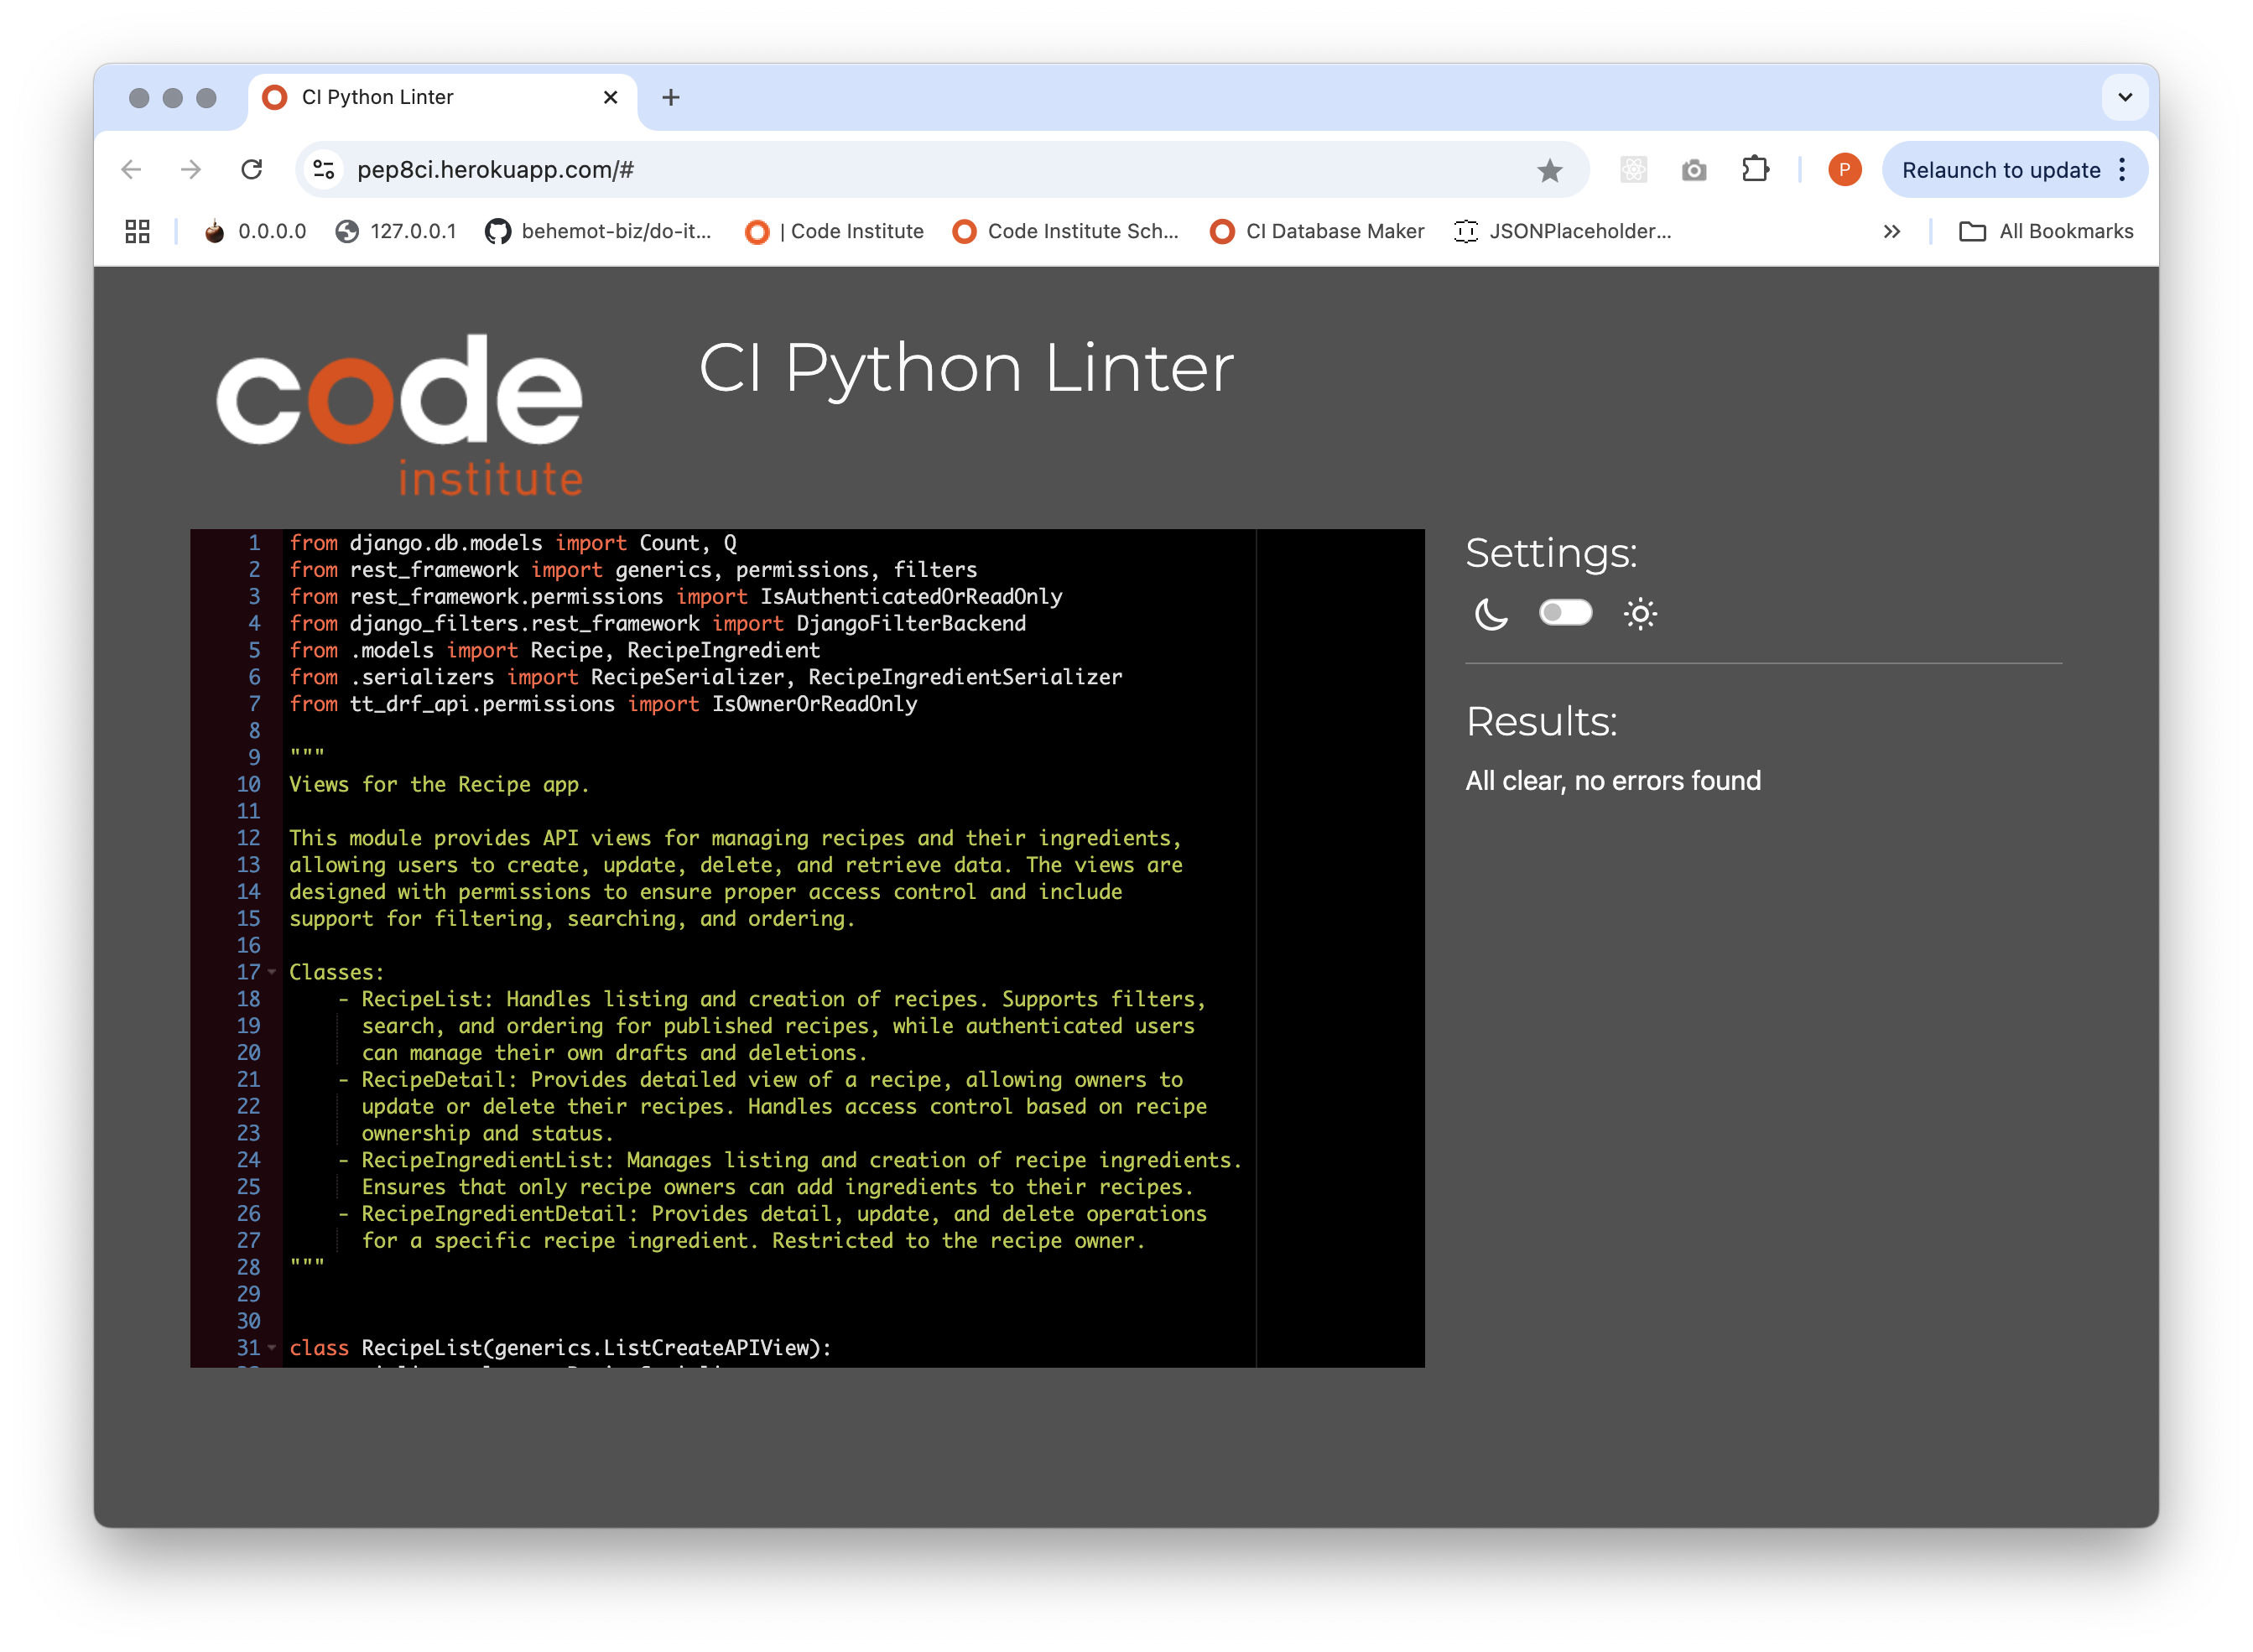 CI Python Linter
pep8ci.herokuapp.com/#
P
Relaunch to update
0.0.0.0
127.0.0.1
behemot-biz/do-it...
| Code Institute
Code Institute Sch...
CI Database Maker
JSONPlaceholder...
All Bookmarks
code
institute
CI Python Linter
1 from django.db.models import Count, Q
2 from rest_framework import generics, permissions, filters
3 from rest_framework.permissions import IsAuthenticatedOrReadOnly
4 from django_filters.rest_framework import DjangoFilterBackend
5 from .models import Recipe, RecipeIngredient
6 from .serializers import RecipeSerializer, RecipeIngredientSerializer
7 from tt_drf_api.permissions import IsOwnerOrReadOnly
8
9 """
10 Views for the Recipe app.
11
12 This module provides API views for managing recipes and their ingredients,
13 allowing users to create, update, delete, and retrieve data. The views are
14 designed with permissions to ensure proper access control and include
15 support for filtering, searching, and ordering.
16
17 Classes:
18 - RecipeList: Handles listing and creation of recipes. Supports filters,
19 search, and ordering for published recipes, while authenticated users
20 can manage their own drafts and deletions.
21 - RecipeDetail: Provides detailed view of a recipe, allowing owners to
22 update or delete their recipes. Handles access control based on recipe
23 ownership and status.
24 - RecipeIngredientList: Manages listing and creation of recipe ingredients.
25 Ensures that only recipe owners can add ingredients to their recipes.
26 - RecipeIngredientDetail: Provides detail, update, and delete operations
27 for a specific recipe ingredient. Restricted to the recipe owner.
28 """
29
30
31 class RecipeList(generics.ListCreateAPIView):
Settings:
Results:
All clear, no errors found